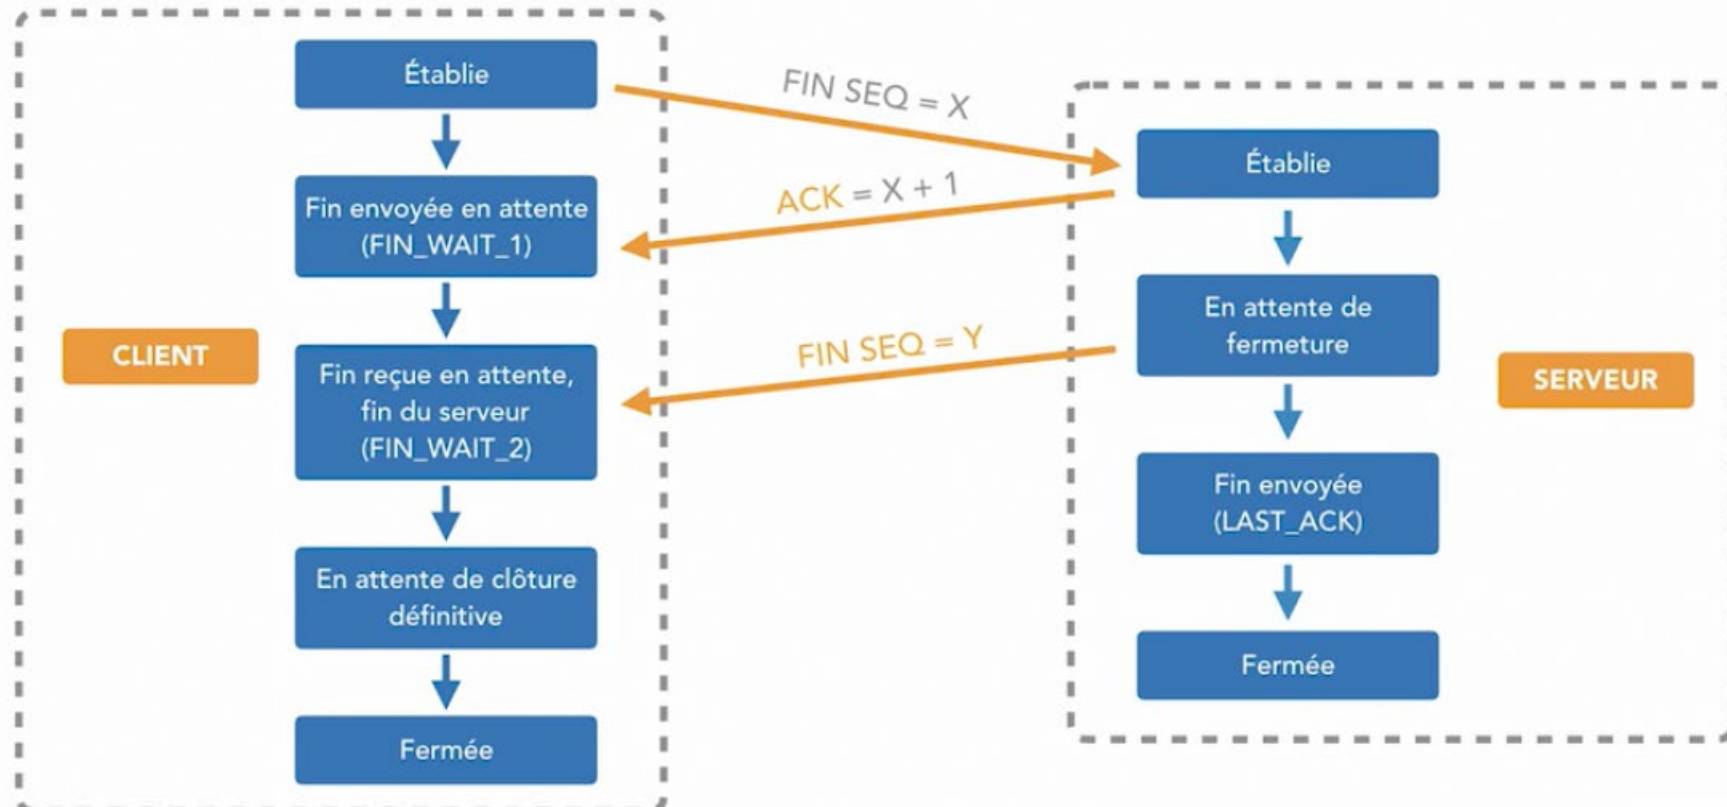 Établie
Fin envoyée en attente
(FIN_WAIT_1)
CLIENT
Fin reçue en attente,
fin du serveur
(FIN_WAIT_2)
En attente de clôture
définitive
Fermée
FIN SEQ = X
ACK = X + 1
FIN SEQ = Y
Établie
En attente de
fermeture
SERVEUR
Fin envoyée
(LAST_ACK)
Fermée